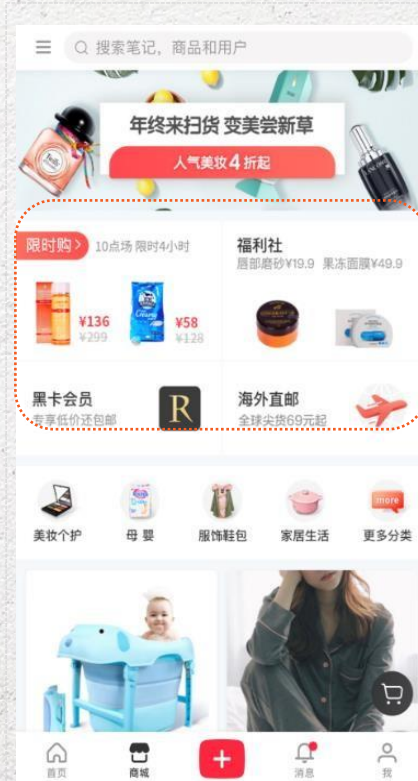 搜索笔记，商品和用户
年终来扫货 变美尝新草
人气美妆4折起
限时购>
10点场 限时4小时
¥136
¥299
¥58
¥128
福利社
唇部磨砂¥19.9 果冻面膜¥49.9
黑卡会员
专享低价还包邮
R
海外直邮
全球尖货69元起
more
美妆个护
母 婴
服饰鞋包
家居生活
更多分类
首页
商城
消息
我